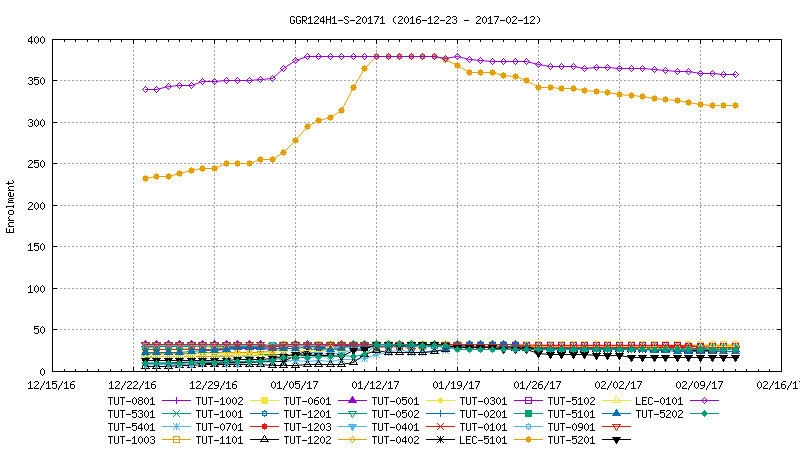 GGR124H1-S-20171 (2016-12-23 - 2017-02-12)
400
350
300
250
200
150
100
50
0
Enrolment
12/15/16 12/22/16 12/29/16 01/05/17 01/12/17 01/19/17 01/26/17 02/02/17 02/09/17 02/16/17
TUT-0801 TUT-1002 TUT-0601 TUT-0501 TUT-0301 TUT-5102 LEC-0101
TUT-5301 TUT-1001 TUT-1201 TUT-0502 TUT-0201 TUT-5101 TUT-5202
TUT-5401 TUT-0701 TUT-1203 TUT-0401 TUT-0101 TUT-0901
TUT-1003 TUT-1101 TUT-1202 TUT-0402 LEC-5101 TUT-5201